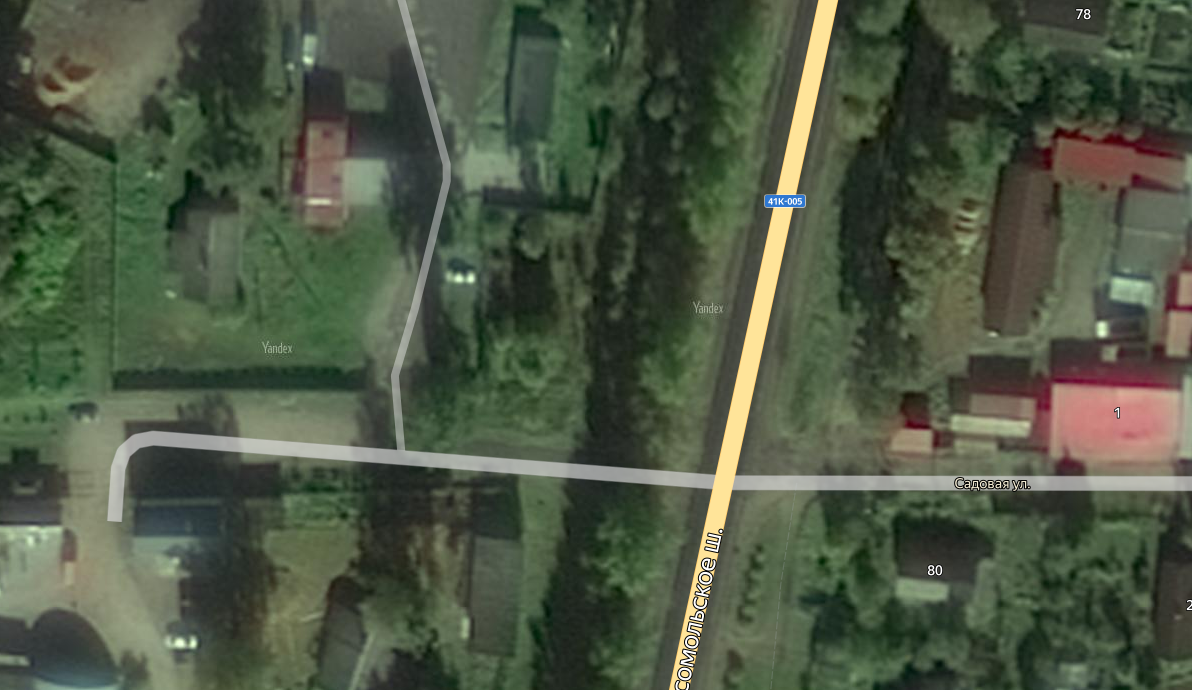 78
41K-005
Yandex
Yandex
1
Садовая ул.
сомольское ш.
80
2